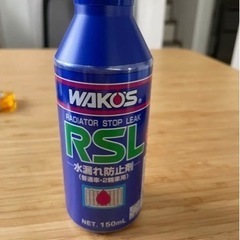 WAKO'S
RADIATOR STOP LEAK
RSL
水漏れ防止剤
(普通車・2輪車用)
NET. 150mL